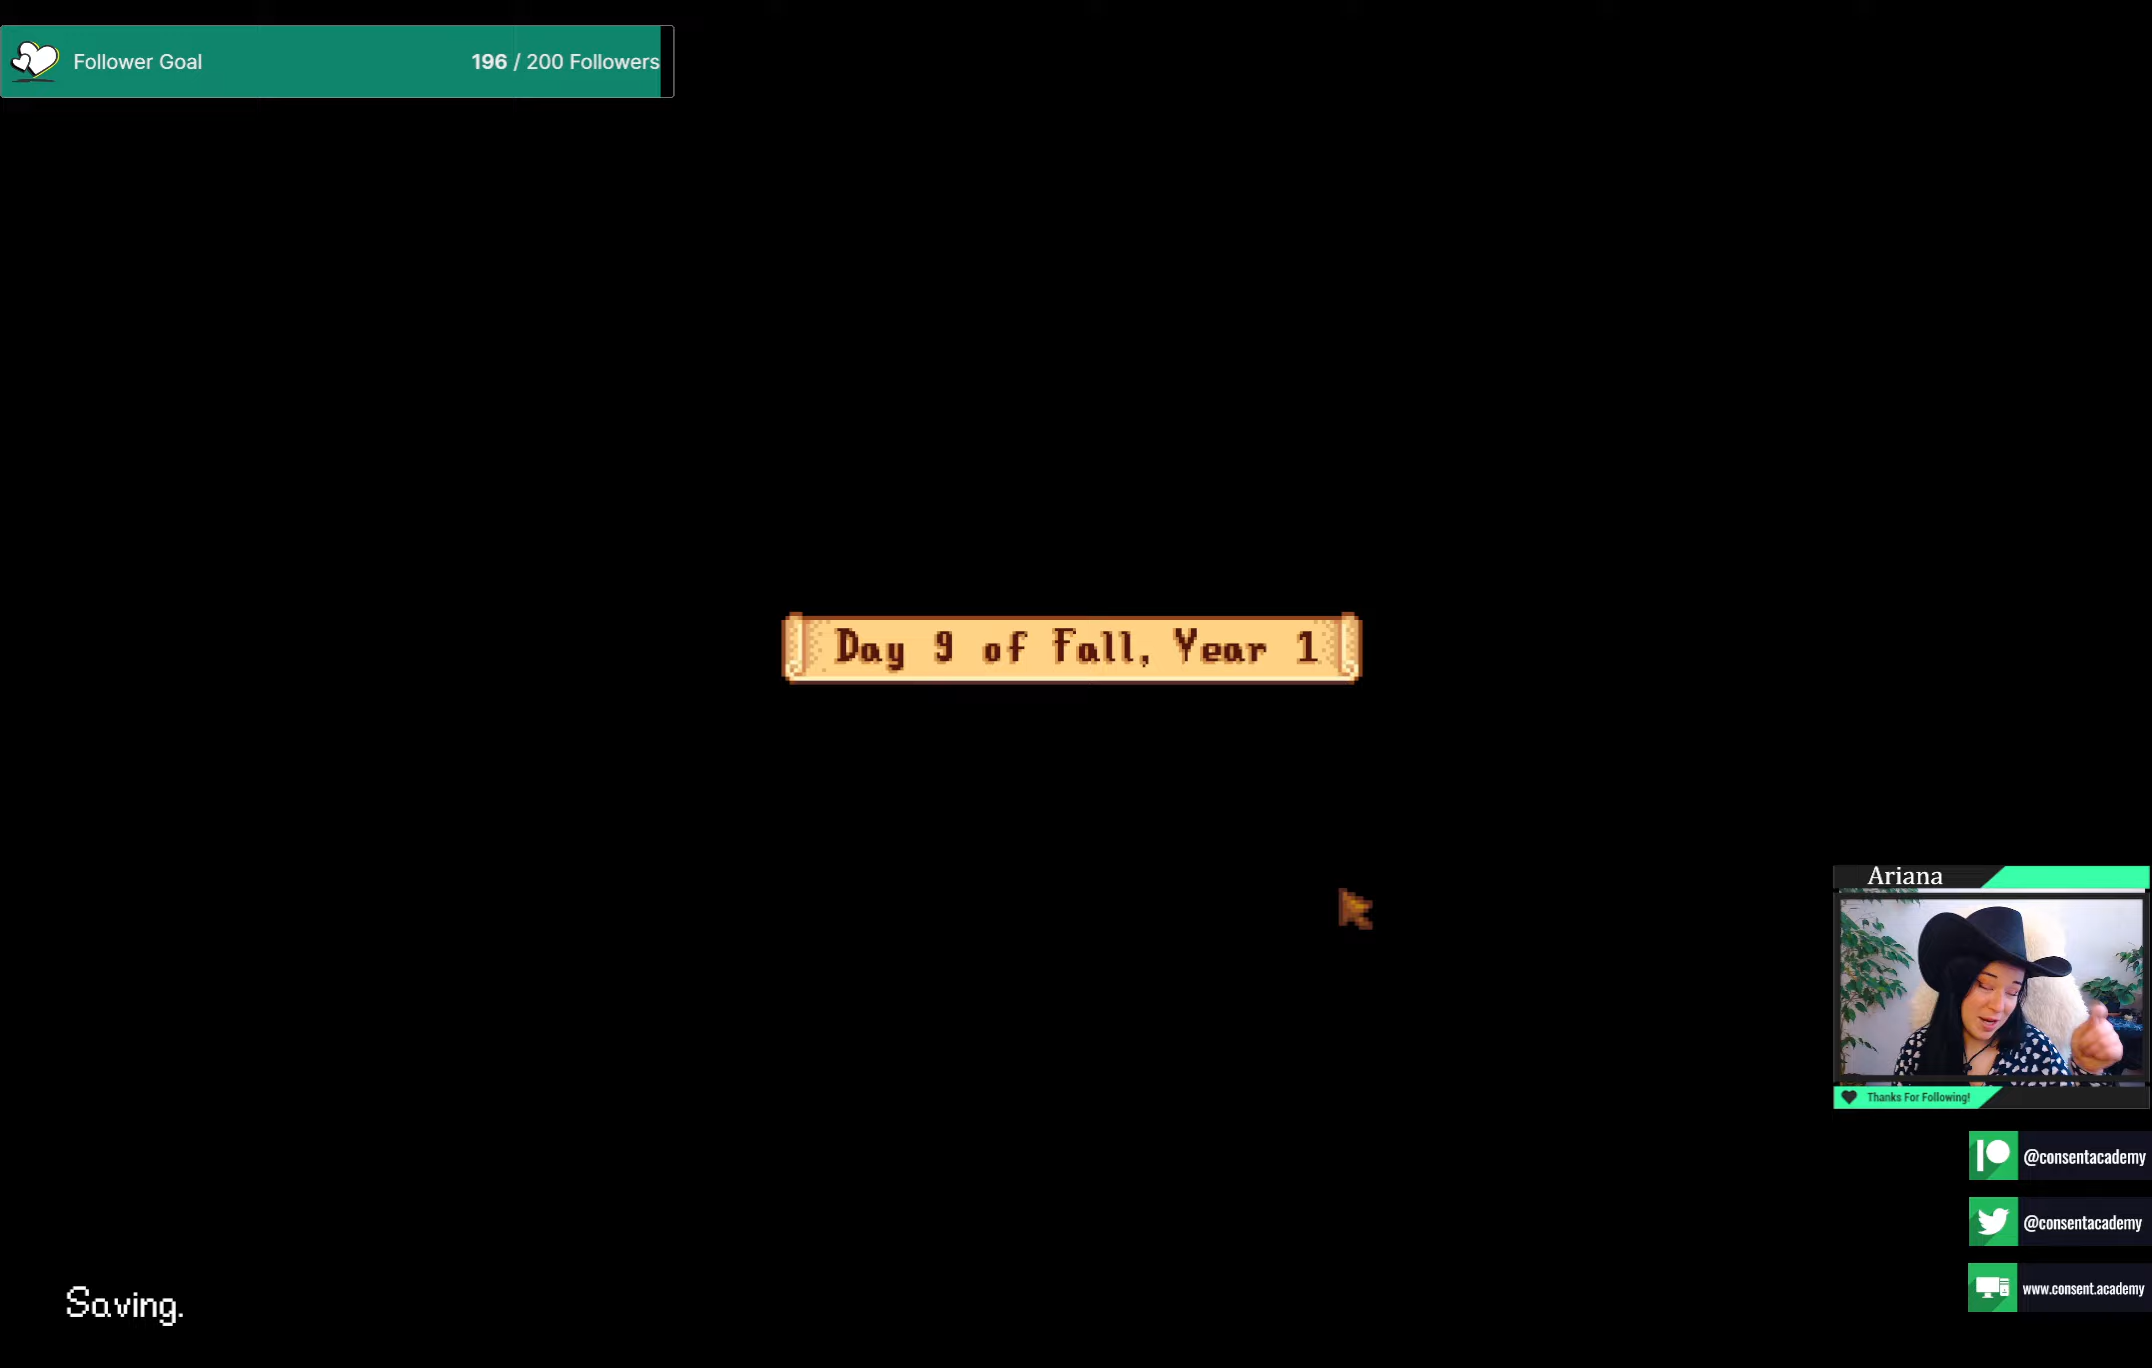 Follower Goal
196 / 200 Followers
Day 9 of Fall, Year 1
Ariana
Thanks For Following!
@consentacademy
@consentacademy
www.consent.academy
Saving.